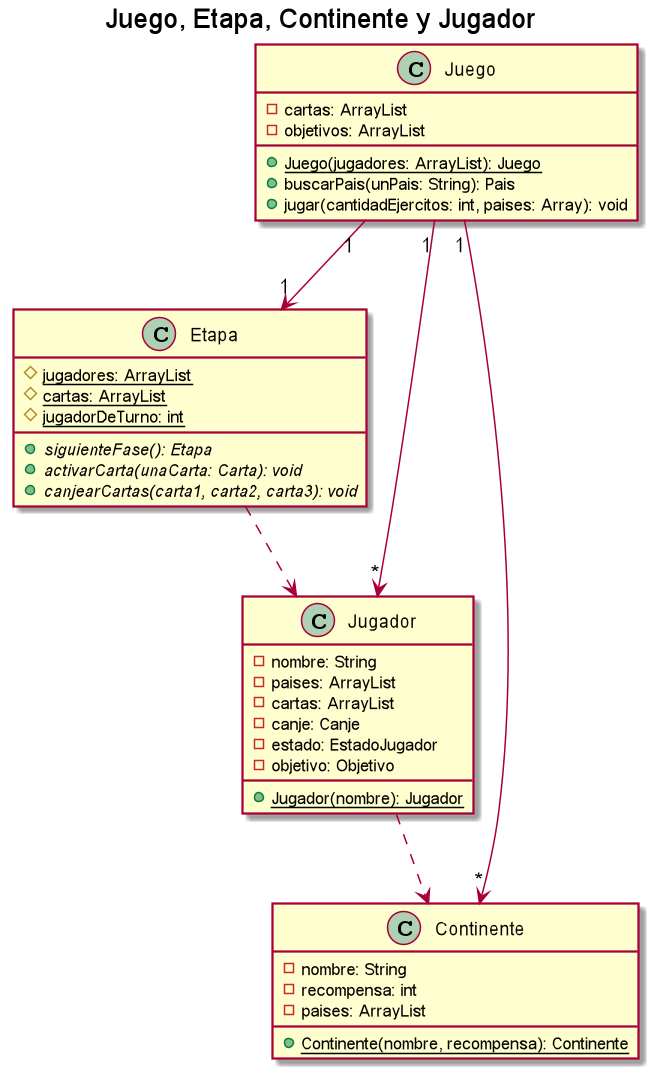 Juego, Etapa, Continente y Jugador
C Juego
cartas: ArrayList
objetivos: ArrayList
Juego(jugadores: ArrayList): Juego
buscarPais(unPais: String): Pais
jugar(cantidadEjercitos: int, paises: Array): void
1 1 1
1
C Etapa
jugadores: ArrayList
cartas: ArrayList
jugadorDeTurno: int
siguienteFase(): Etapa
activarCarta(unaCarta: Carta): void
canjearCartas(carta1, carta2, carta3): void
*
C Jugador
nombre: String
paises: ArrayList
cartas: ArrayList
canje: Canje
estado: EstadoJugador
objetivo: Objetivo
Jugador(nombre): Jugador
*
C Continente
nombre: String
recompensa: int
paises: ArrayList
Continente(nombre, recompensa): Continente